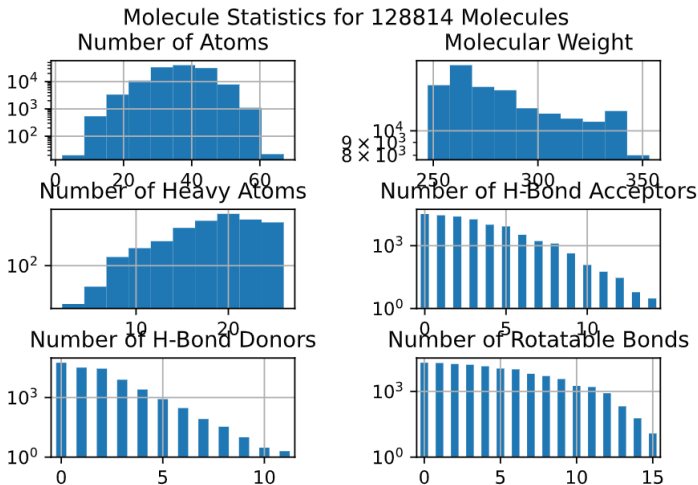 Molecule Statistics for 128814 Molecules
Number of Atoms
Molecular Weight
10⁴
10³
10²
0 20 40 60
10⁴
9 × 10³
8 × 10³
250 300 350
Number of Heavy Atoms
Number of H-Bond Acceptors
10²
10 20
10³
10⁰
0 5 10
Number of H-Bond Donors
Number of Rotatable Bonds
10³
10⁰
0 5 10
10³
10⁰
0 5 10 15